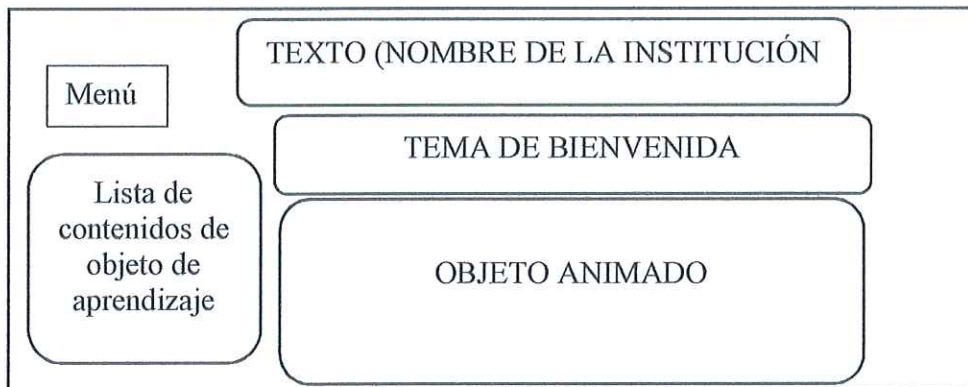 TEXTO (NOMBRE DE LA INSTITUCIÓN
Menú
TEMA DE BIENVENIDA
Lista de
contenidos de
objeto de
aprendizaje
OBJETO ANIMADO